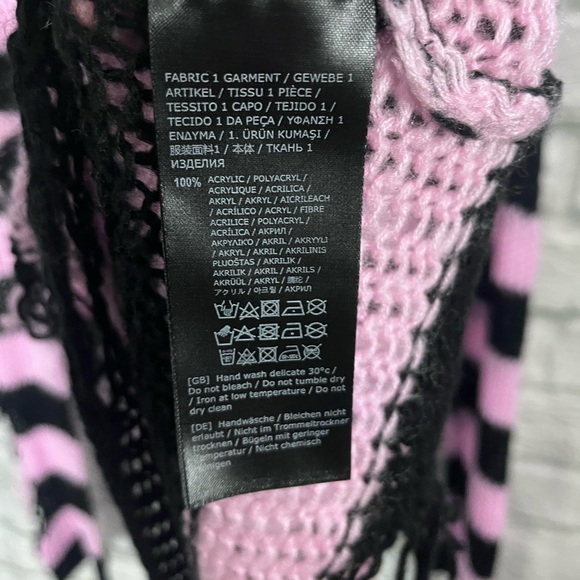 FABRIC 1 GARMENT / GEWEBE 1
ARTIKEL / TISSU 1 PIÈCE /
TESSITO 1 CAPO / TEJIDO 1 /
TECIDO 1 DA PEÇA / ΥΦΑΝΣΗ 1
ΕΝΔΥΜΑ / 1. ÜRÜN KUMAŞI /
服装面料1 / 本体 / ТКАНЬ 1
ИЗДЕЛИЯ
100% ACRYLIC / POLYACRYL /
ACRYLIQUE / ACRILICA /
AKRYL / AKRYL / AICRILEACH
/ ACRÍLICO / ACRYL / FIBRE
ACRILICE / POLYACRYL /
ACRILICA / АКРИЛ /
ΑΚΡΥΛΙΚΟ / AKRIL / AKRYYLI
/ AKRYL / AKRIL / AKRILINIS
PLUOŠTAS / AKRILIK /
AKRILIK / AKRIL / AKRILS /
AKRÜÜL / AKRYL / 腈纶 /
アクリル / 아크릴 / АКРИЛ
[GB] Hand wash delicate 30°c /
Do not bleach / Do not tumble dry
/ Iron at low temperature / Do not
dry clean
[DE] Handwäsche / Bleichen nicht
erlaubt / Nicht im Trommeltrockner
trocknen / Bügeln mit geringer
Temperatur / Nicht chemisch